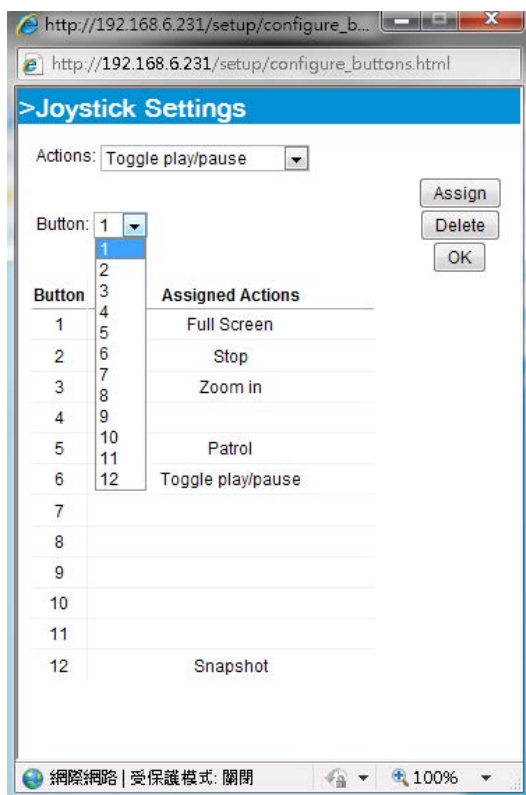 http://192.168.6.231/setup/configure_b...
http://192.168.6.231/setup/configure_buttons.html
>Joystick Settings
Actions: Toggle play/pause
Assign
Button: 1
Delete
OK
1
2
3
4
5
6
7
8
9
10
11
12
Button Assigned Actions
1 Full Screen
2 Stop
3 Zoom in
4
5 Patrol
6 Toggle play/pause
7
8
9
10
11
12 Snapshot
網際網路 | 受保護模式: 關閉 100%